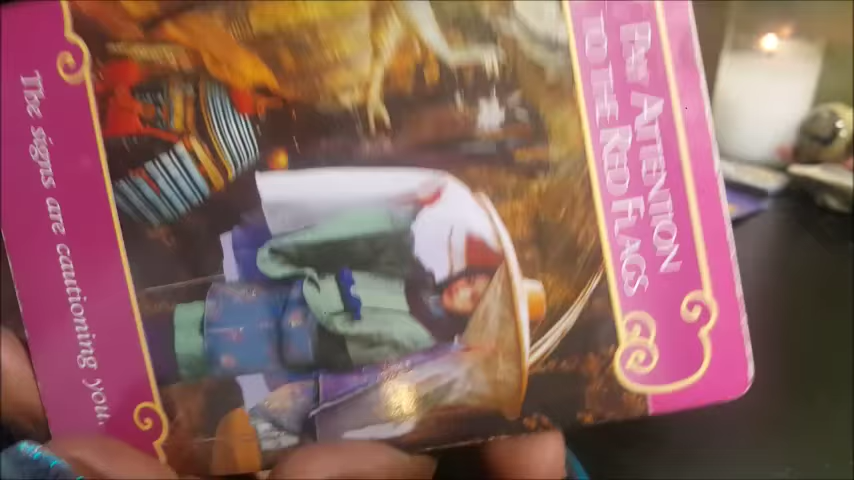 PAY ATTENTION
TO THE RED FLAGS
The signs are cautioning you.